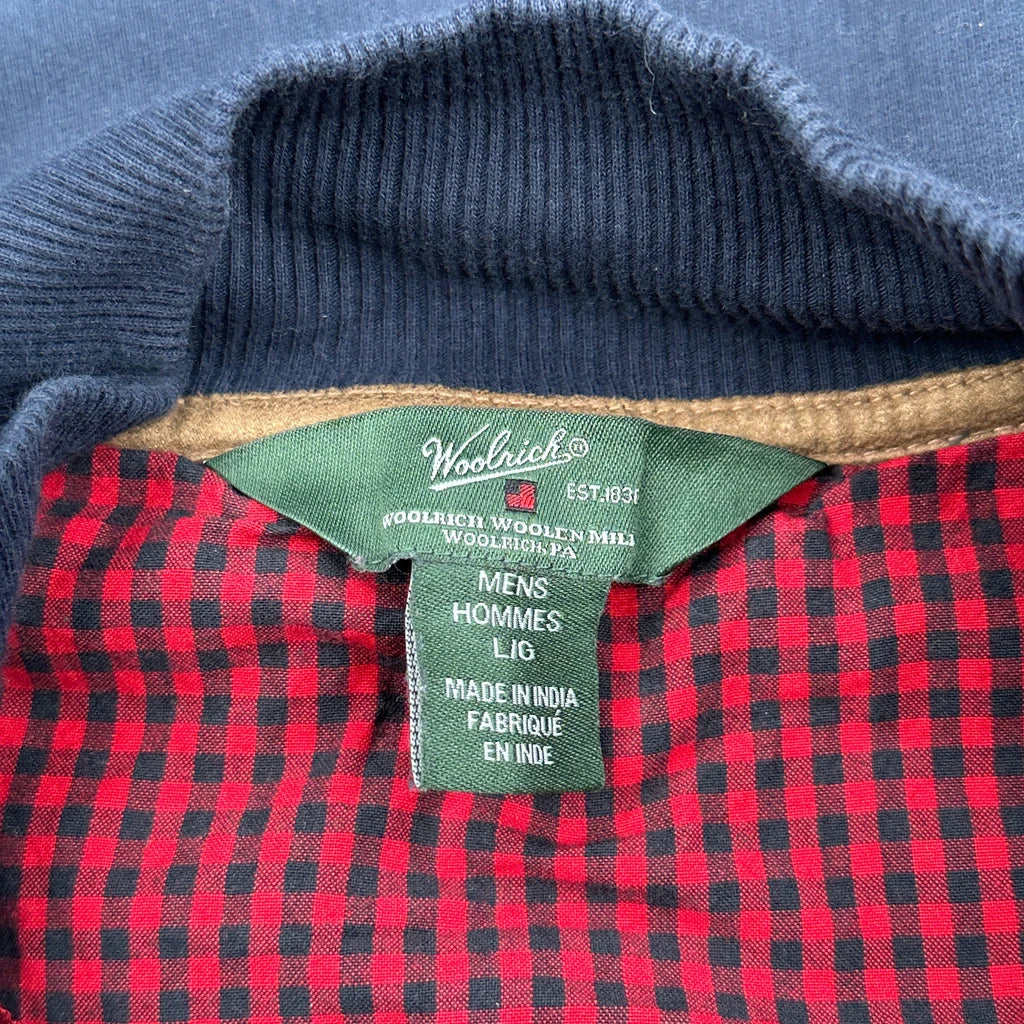 Woolrich®
EST.1830
WOOLRICH WOOLEN MILL
WOOLRICH, PA
MENS
HOMMES
L/G
MADE IN INDIA
FABRIQUÉ
EN INDE